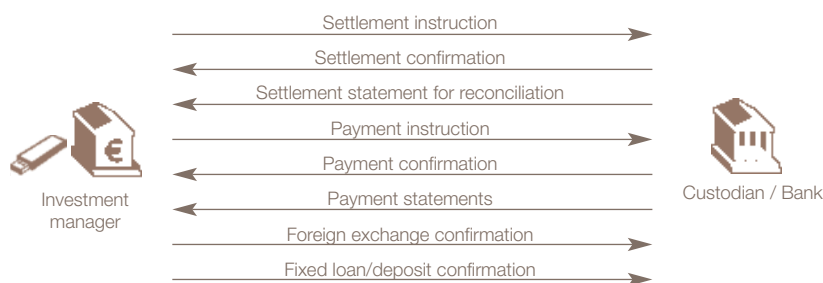 Settlement instruction
Settlement confirmation
Settlement statement for reconciliation
Payment instruction
Payment confirmation
Payment statements
Foreign exchange confirmation
Fixed loan/deposit confirmation
€
Investment
manager
Custodian / Bank